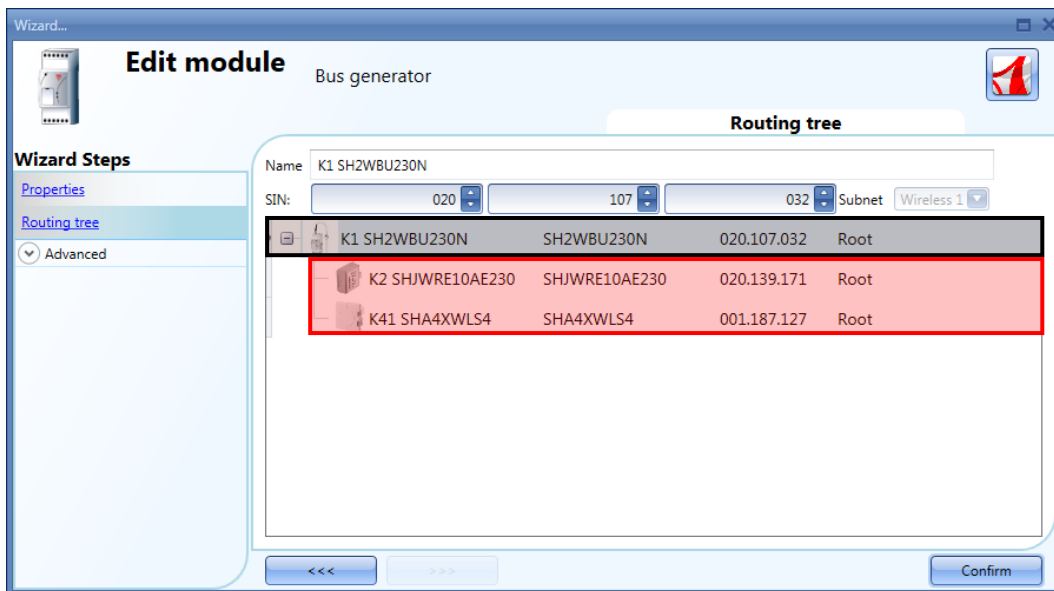 Wizard...
Edit module
Bus generator
Routing tree
Wizard Steps
Properties
Routing tree
Advanced
Name K1 SH2WBU230N
SIN: 020 107 032 Subnet Wireless 1
K1 SH2WBU230N SH2WBU230N 020.107.032 Root
K2 SHJWRE10AE230 SHJWRE10AE230 020.139.171 Root
K41 SHA4XWLS4 SHA4XWLS4 001.187.127 Root
<<< >>> Confirm